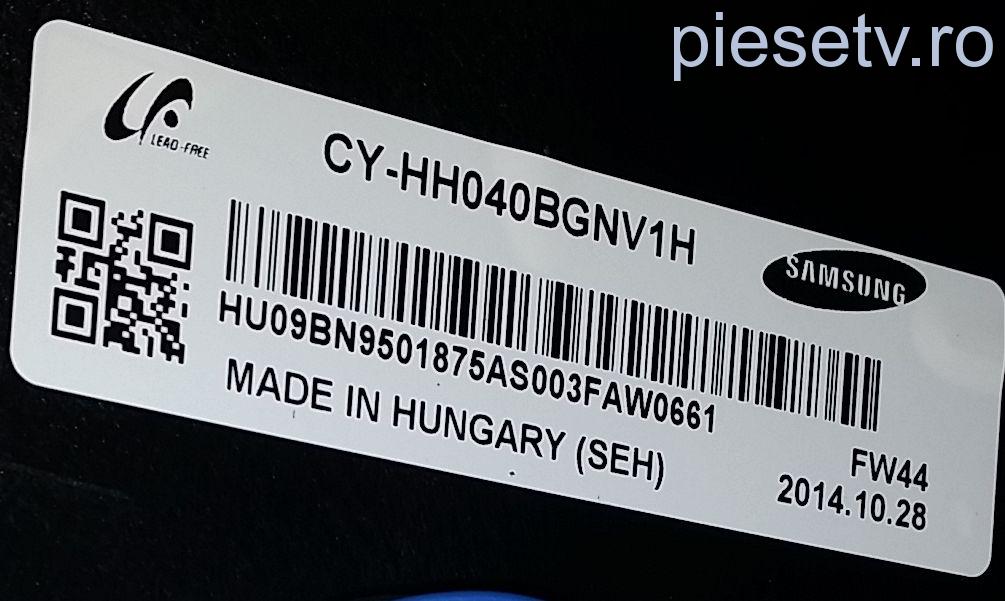 piesetv.ro
LEAD-FREE
CY-HH040BGNV1H
SAMSUNG
HU09BN9501875AS003FAW0661
MADE IN HUNGARY (SEH)
FW44
2014.10.28